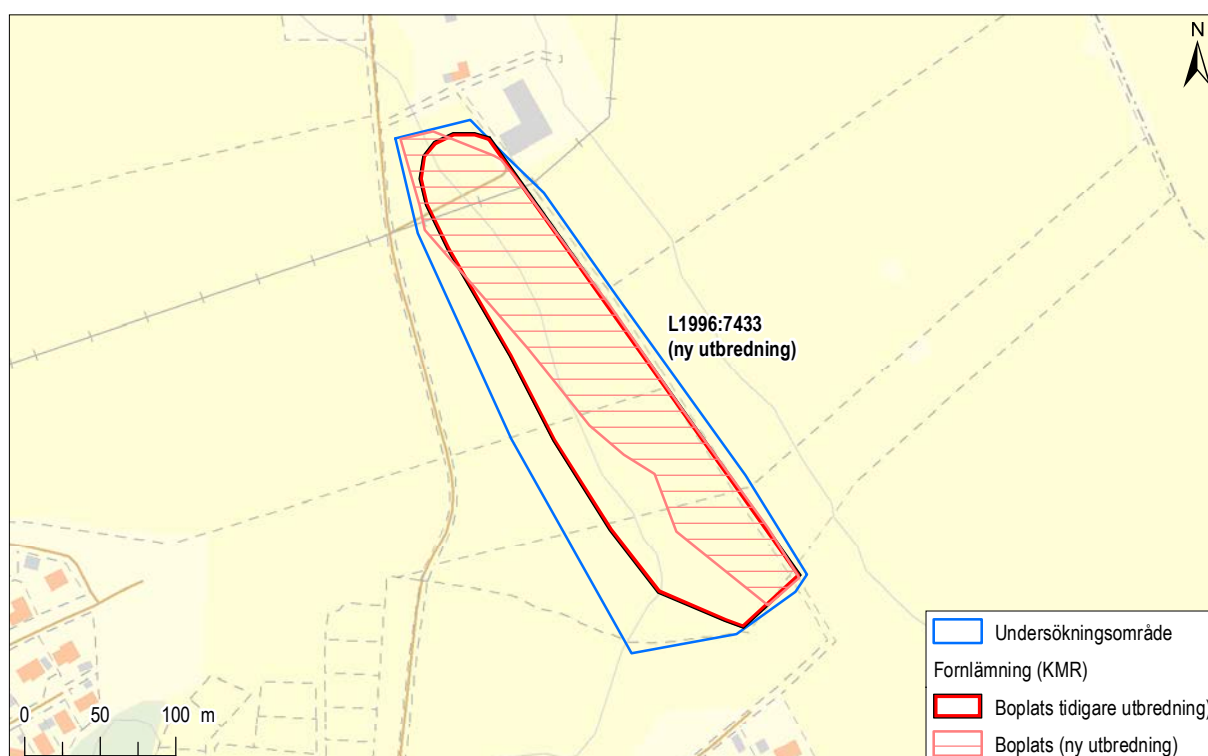 N
L1996:7433
(ny utbredning)
Undersökningsområde
Fornlämning (KMR)
Boplats tidigare utbredning)
Boplats (ny utbredning)
0 50 100 m